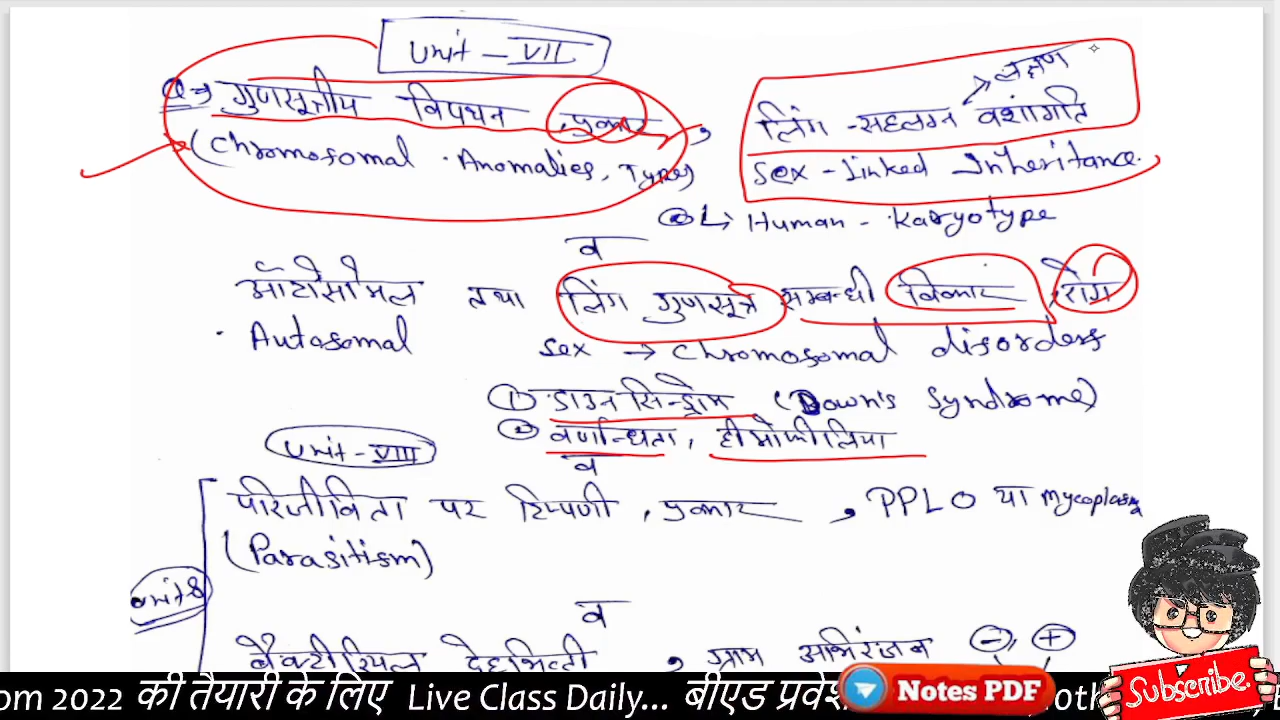 Unit - VII
Q→ गुणसूत्रीय विपथन, प्रकार,
(Chromosomal Anomalies, Types)
→ लक्षण
लिंग-सहलग्न वंशागति
Sex-Linked Inheritance.
↳ Human - Karyotype
व
ऑटोसोमल तथा लिंग गुणसूत्र सम्बन्धी विकार, रोग
Autosomal Sex → Chromosomal disorders
① डाउन सिन्ड्रोम (Down's Syndrome)
② वर्णान्धता, हीमोफीलिया
व
Unit - VIII
परिजीविता पर टिप्पणी, प्रकार, PPLO या Mycoplasma
(Parasitism)
Unit 8
व
बैक्टीरियल देहभित्ती, ग्राम अभिरंजन ⊖, ⊕
om 2022 की तैयारी के लिए Live Class Daily... बीएड प्रवेश
Notes PDF
Subscribe